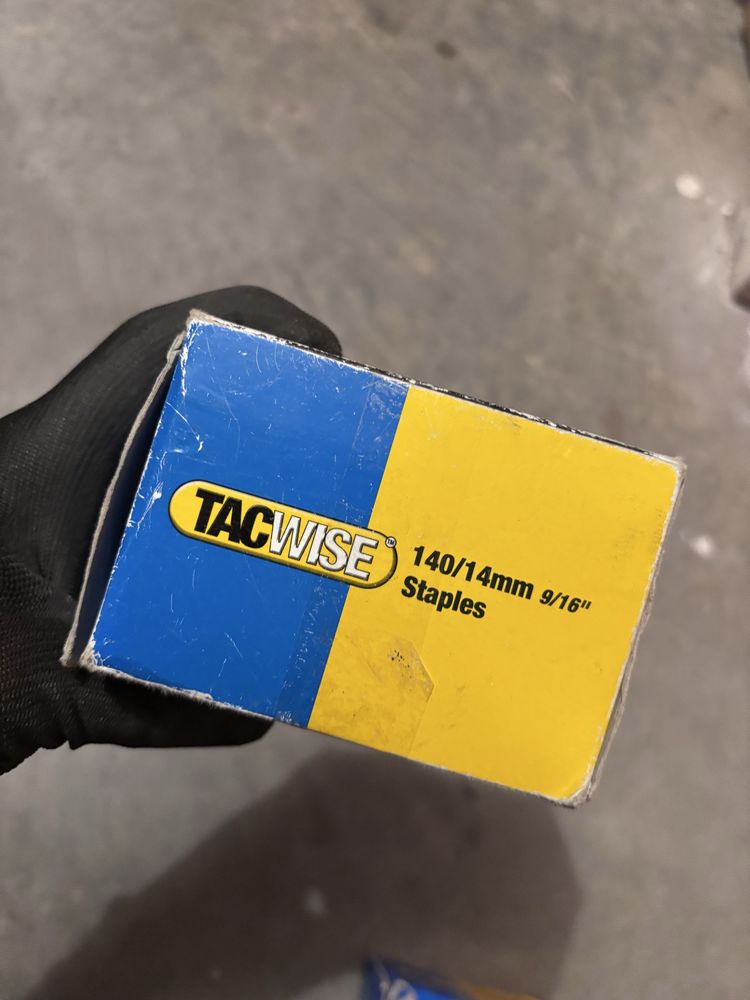 TACWISE™
140/14mm 9/16"
Staples